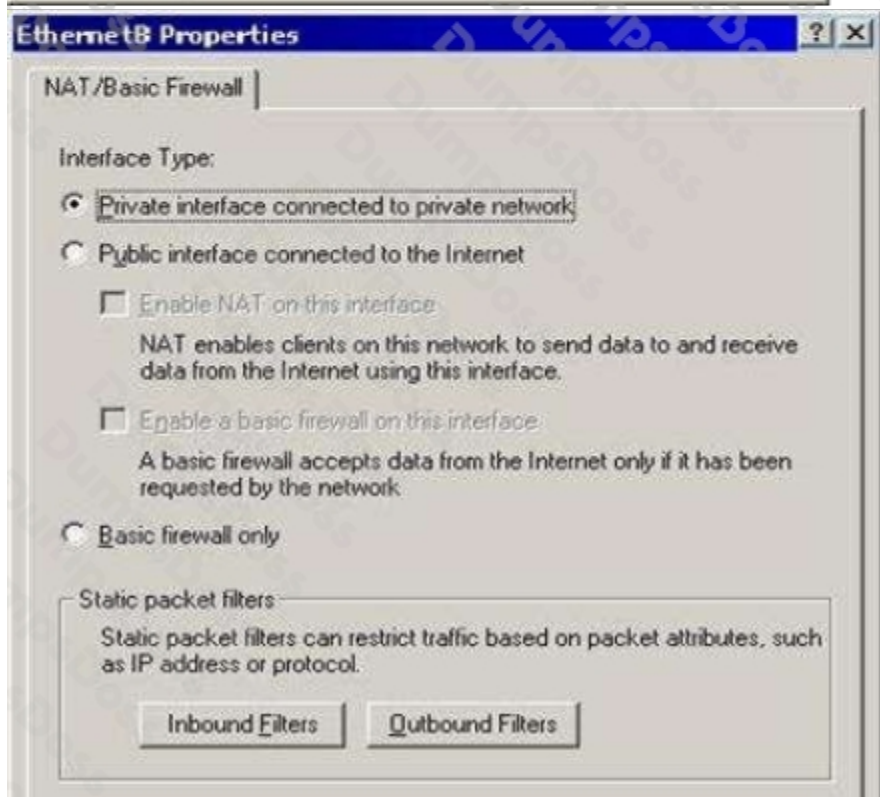 EthernetB Properties
NAT/Basic Firewall
Interface Type:
Private interface connected to private network
Public interface connected to the Internet
Enable NAT on this interface
NAT enables clients on this network to send data to and receive
data from the Internet using this interface.
Enable a basic firewall on this interface
A basic firewall accepts data from the Internet only if it has been
requested by the network
Basic firewall only
Static packet filters
Static packet filters can restrict traffic based on packet attributes, such
as IP address or protocol.
Inbound Filters
Outbound Filters
DumpsDoss